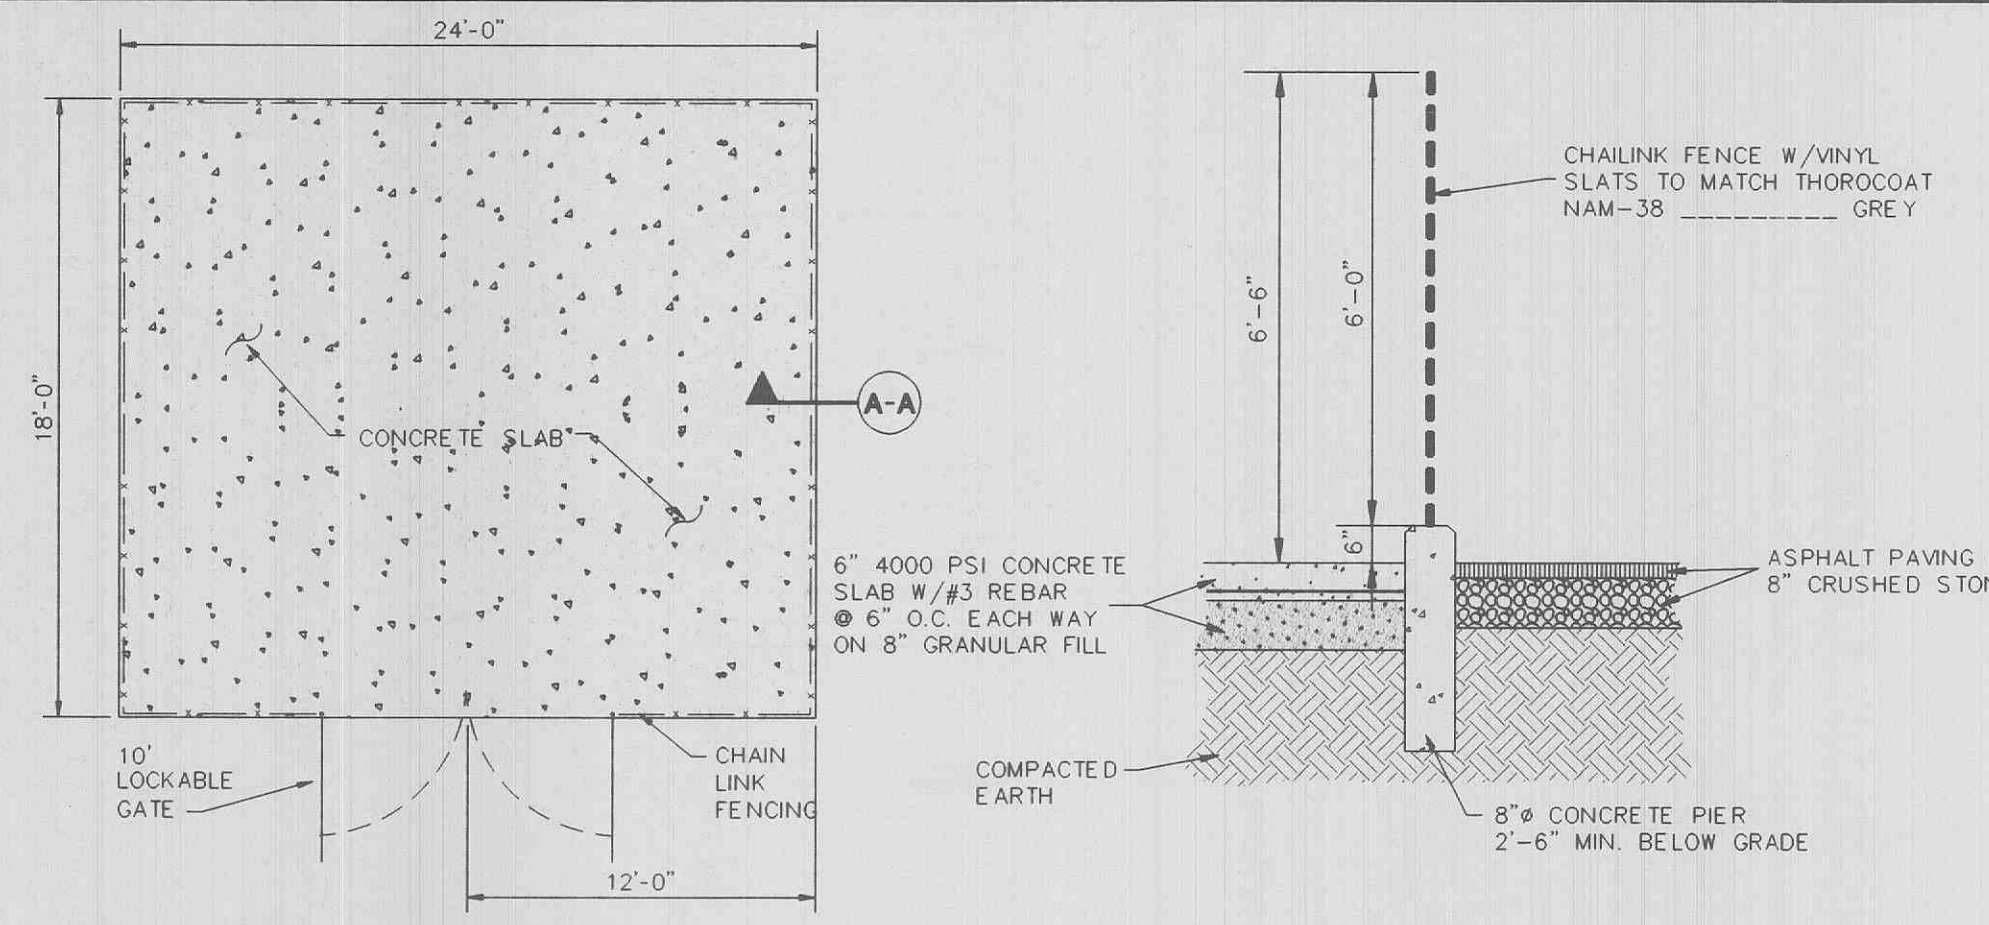 24'-0"
18'-0"
CONCRETE SLAB
A-A
10'
LOCKABLE
GATE
CHAIN
LINK
FENCING
12'-0"
6'-6"
6'-0"
6"
CHAILINK FENCE W/VINYL
SLATS TO MATCH THOROCOAT
NAM-38 _________ GREY
6" 4000 PSI CONCRETE
SLAB W/#3 REBAR
@ 6" O.C. EACH WAY
ON 8" GRANULAR FILL
ASPHALT PAVING
8" CRUSHED STON
COMPACTED
EARTH
8"ø CONCRETE PIER
2'-6" MIN. BELOW GRADE